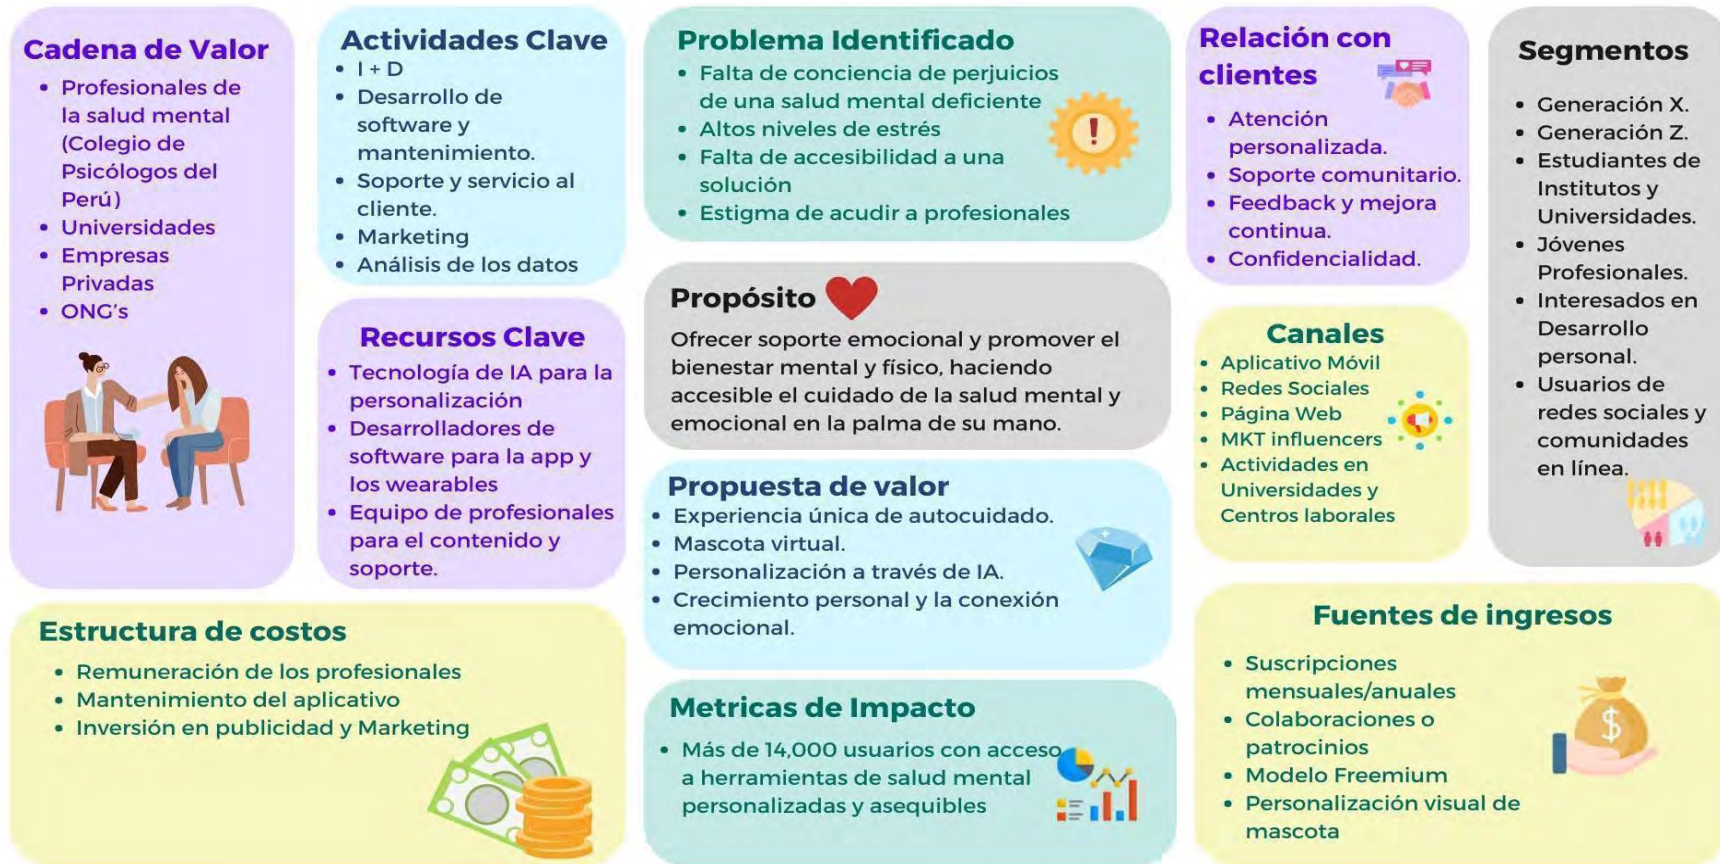 Cadena de Valor
• Profesionales de
la salud mental
(Colegio de
Psicólogos del
Perú)
• Universidades
• Empresas
Privadas
• ONG's
Actividades Clave
• I + D
• Desarrollo de
software y
mantenimiento.
• Soporte y servicio al
cliente.
• Marketing
• Análisis de los datos
Recursos Clave
• Tecnología de IA para la
personalización
• Desarrolladores de
software para la app y
los wearables
• Equipo de profesionales
para el contenido y
soporte.
Problema Identificado
• Falta de conciencia de perjuicios
de una salud mental deficiente
• Altos niveles de estrés
• Falta de accesibilidad a una
solución
• Estigma de acudir a profesionales
!
Propósito
Ofrecer soporte emocional y promover el
bienestar mental y físico, haciendo
accesible el cuidado de la salud mental y
emocional en la palma de su mano.
Propuesta de valor
• Experiencia única de autocuidado.
• Mascota virtual.
• Personalización a través de IA.
• Crecimiento personal y la conexión
emocional.
Metricas de Impacto
• Más de 14,000 usuarios con acceso
a herramientas de salud mental
personalizadas y asequibles
Relación con
clientes
• Atención
personalizada.
• Soporte comunitario.
• Feedback y mejora
continua.
• Confidencialidad.
Canales
• Aplicativo Móvil
• Redes Sociales
• Página Web
• MKT influencers
• Actividades en
Universidades y
Centros laborales
Segmentos
• Generación X.
• Generación Z.
• Estudiantes de
Institutos y
Universidades.
• Jóvenes
Profesionales.
• Interesados en
Desarrollo
personal.
• Usuarios de
redes sociales y
comunidades
en línea.
Estructura de costos
• Remuneración de los profesionales
• Mantenimiento del aplicativo
• Inversión en publicidad y Marketing
Fuentes de ingresos
• Suscripciones
mensuales/anuales
• Colaboraciones o
patrocinios
• Modelo Freemium
• Personalización visual de
mascota
$